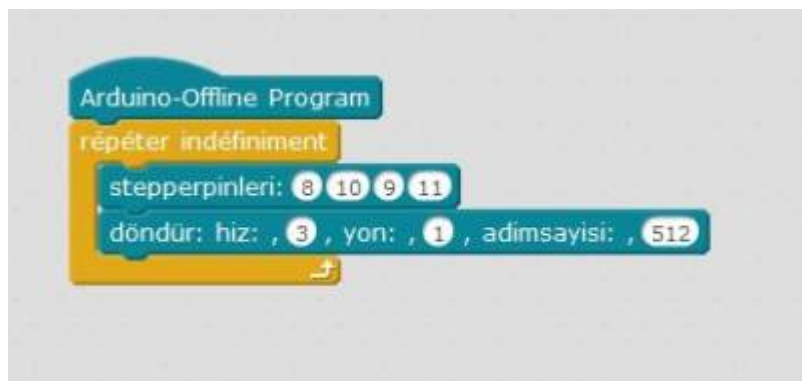 Arduino-Offline Program
répéter indéfiniment
stepperpinleri: 8 10 9 11
döndür: hiz: , 3 , yon: , 1 , adimsayisi: , 512